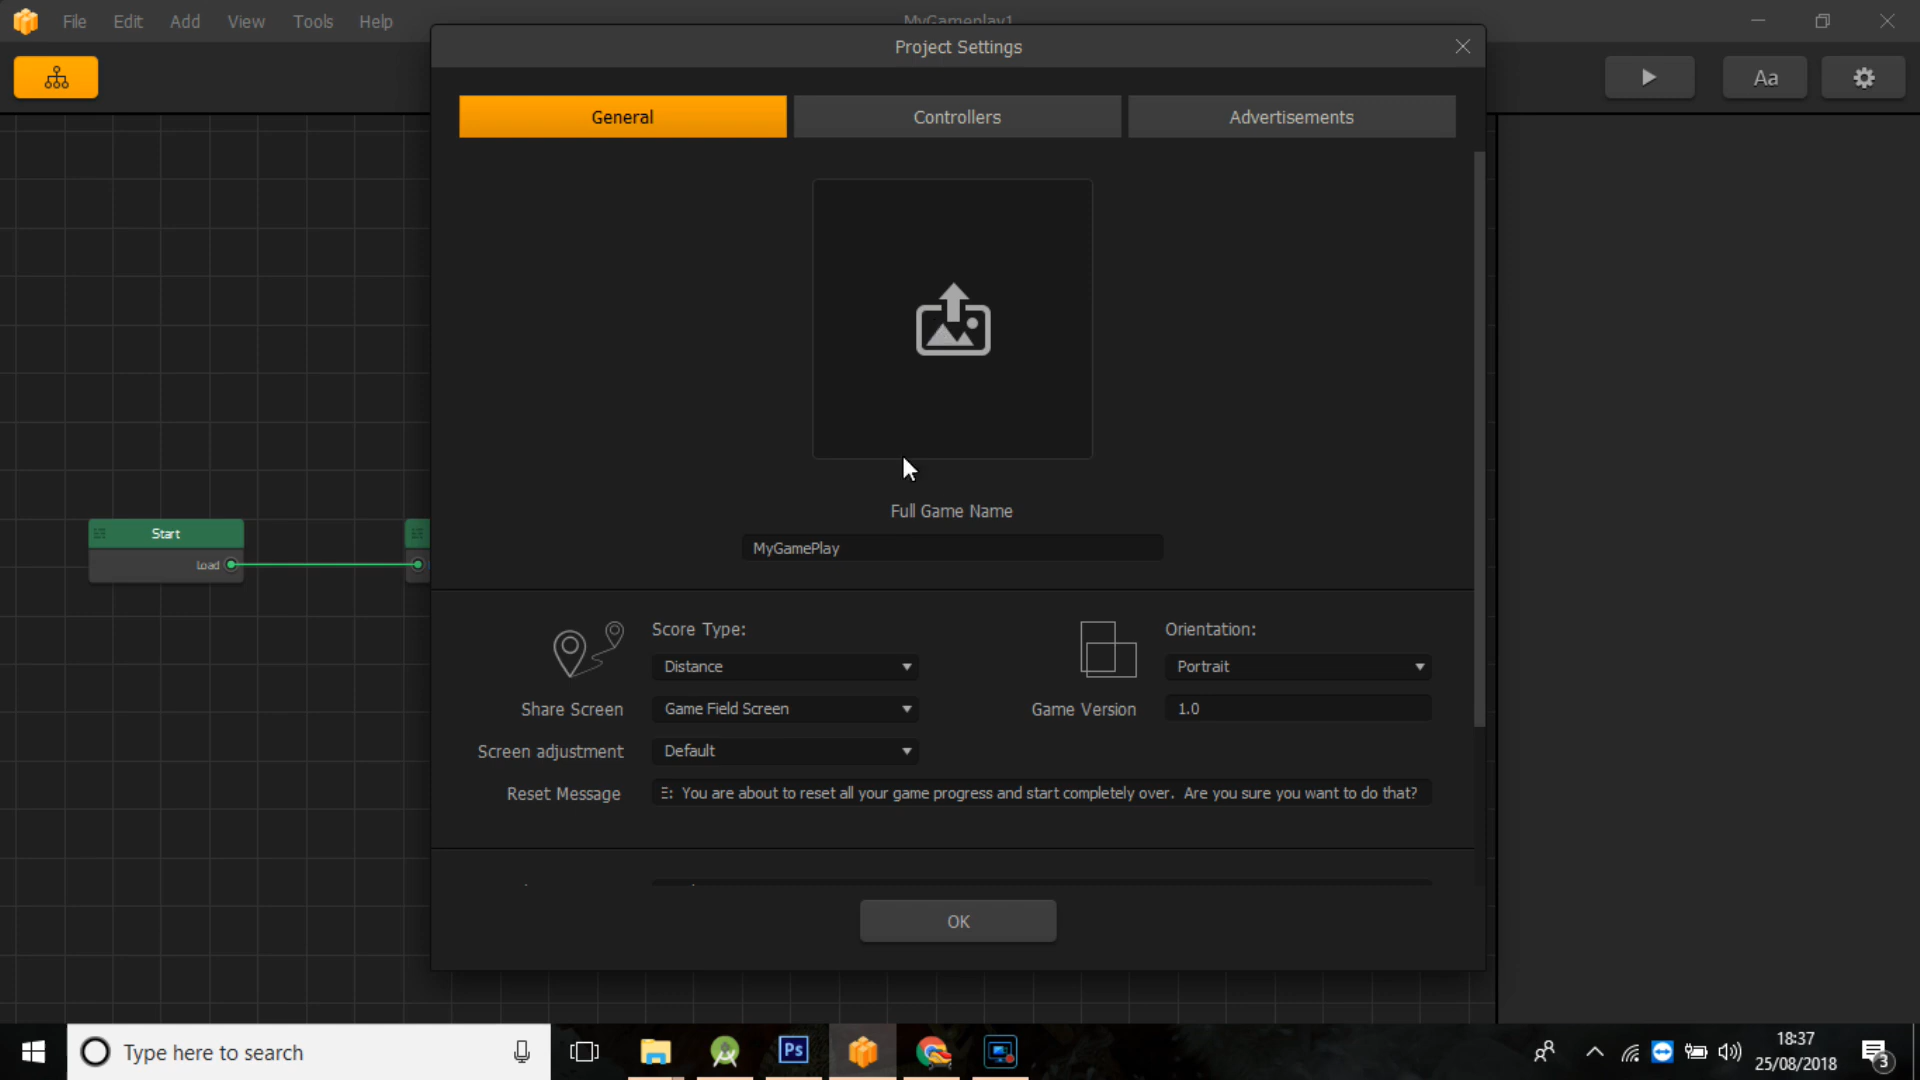 File Edit Add View Tools Help
MyGameplay1
Project Settings
Aa
General
Controllers
Advertisements
Full Game Name
MyGamePlay
Start
Load
Score Type:
Distance
Orientation:
Portrait
Share Screen
Game Field Screen
Game Version
1.0
Screen adjustment
Default
Reset Message
You are about to reset all your game progress and start completely over. Are you sure you want to do that?
OK
Type here to search
Ps
18:37
25/08/2018
3